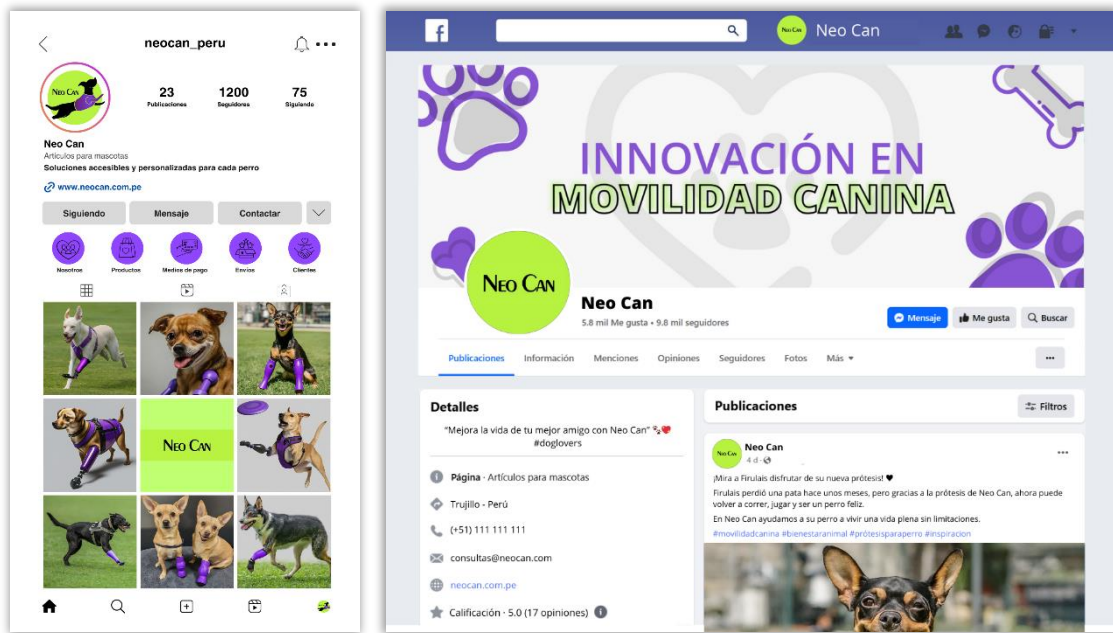 neocan_peru
NEO CAN
23
1200
75
Publicaciones
Seguidores
Siguiendo
Neo Can
Artículos para mascotas
Soluciones accesibles y personalizadas para cada perro
www.neocan.com.pe
Siguiendo
Mensaje
Contactar
Nosotros
Productos
Medios de pago
Envíos
Clientes
NEO CAN
f
NEO CAN
Neo Can
INNOVACIÓN EN
MOVILIDAD CANINA
NEO CAN
Neo Can
5.8 mil Me gusta • 9.8 mil seguidores
Mensaje
Me gusta
Buscar
Publicaciones
Información
Menciones
Opiniones
Seguidores
Fotos
Más
Detalles
"Mejora la vida de tu mejor amigo con Neo Can" 🐾❤️
#doglovers
Página · Artículos para mascotas
Trujillo - Perú
(+51) 111 111 111
consultas@neocan.com
neocan.com.pe
Calificación · 5.0 (17 opiniones)
Publicaciones
Filtros
NEO CAN
Neo Can
4 d ·
¡Mira a Firulais disfrutar de su nueva prótesis! ♥
Firulais perdió una pata hace unos meses, pero gracias a la prótesis de Neo Can, ahora puede
volver a correr, jugar y ser un perro feliz.
En Neo Can ayudamos a su perro a vivir una vida plena sin limitaciones.
#movilidadcanina #bienestaranimal #prótesisparaperro #inspiracion